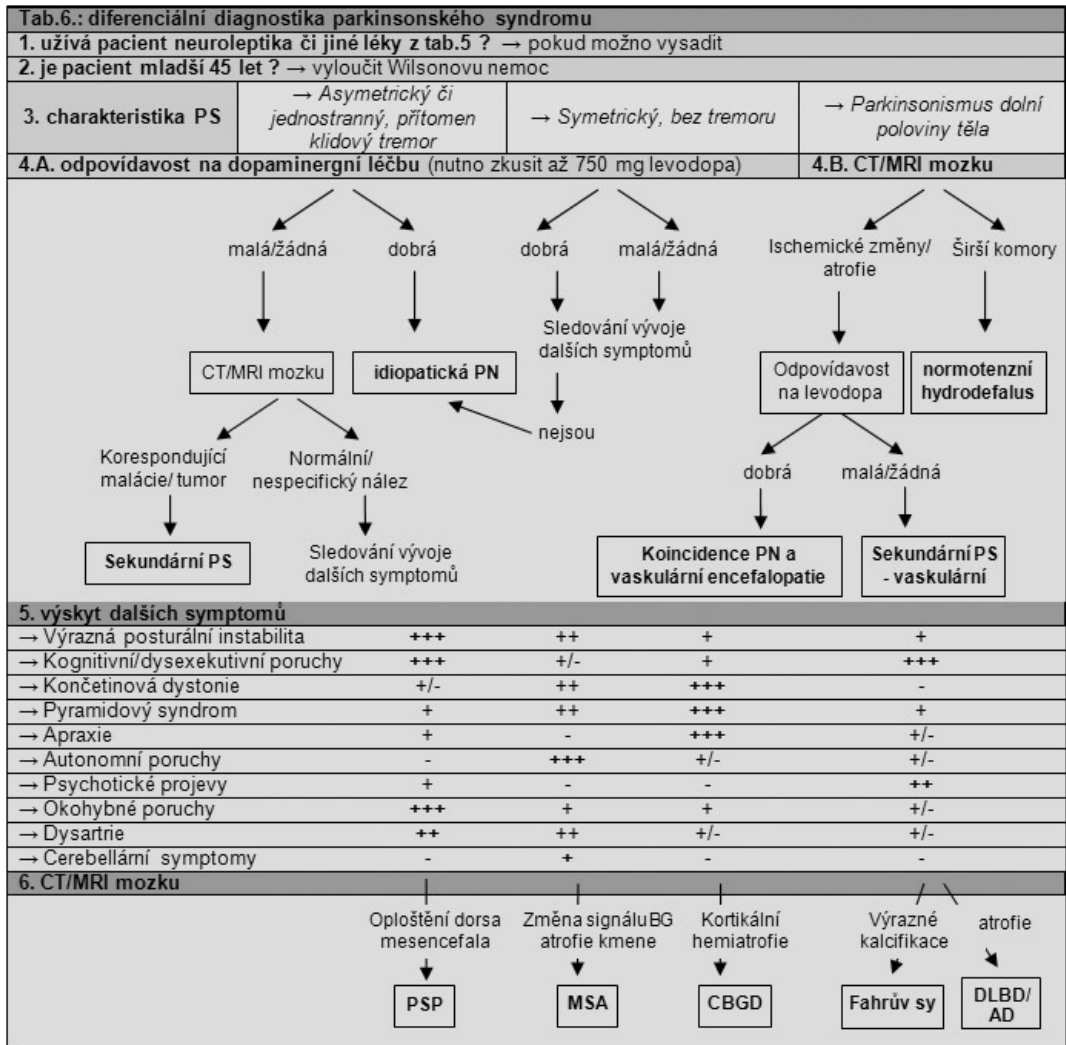 Tab.6.: diferenciální diagnostika parkinsonského syndromu
1. užívá pacient neuroleptika či jiné léky z tab.5 ? → pokud možno vysadit
2. je pacient mladší 45 let ? → vyloučit Wilsonovu nemoc
3. charakteristika PS
→ Asymetrický či
jednostranný, přítomen
klidový tremor
→ Symetrický, bez tremoru
→ Parkinsonismus dolní
poloviny těla
4.A. odpovídavost na dopaminergní léčbu (nutno zkusit až 750 mg levodopa)
4.B. CT/MRI mozku
malá/žádná
dobrá
dobrá
malá/žádná
Ischemické změny/
atrofie
Širší komory
Sledování vývoje
dalších symptomů
CT/MRI mozku
idiopatická PN
Odpovídavost
na levodopa
normotenzní
hydrodefalus
nejsou
Korespondující
malácie/ tumor
Normální/
nespecifický nález
dobrá
malá/žádná
Sekundární PS
Sledování vývoje
dalších symptomů
Koincidence PN a
vaskulární encefalopatie
Sekundární PS
- vaskulární
5. výskyt dalších symptomů
→ Výrazná posturální instabilita +++ ++ + +
→ Kognitivní/dysexekutivní poruchy +++ +/- + +++
→ Končetinová dystonie +/- ++ +++ -
→ Pyramidový syndrom + ++ +++ +
→ Apraxie + - +++ +/-
→ Autonomní poruchy - +++ +/- +/-
→ Psychotické projevy + - - ++
→ Okohybné poruchy +++ + + +/-
→ Dysartrie ++ ++ +/- +/-
→ Cerebellární symptomy - + - -
6. CT/MRI mozku
Oploštění dorsa
mesencefala
Změna signálu BG
atrofie kmene
Kortikální
hemiatrofie
Výrazné
kalcifikace
atrofie
PSP
MSA
CBGD
Fahrův sy
DLBD/
AD